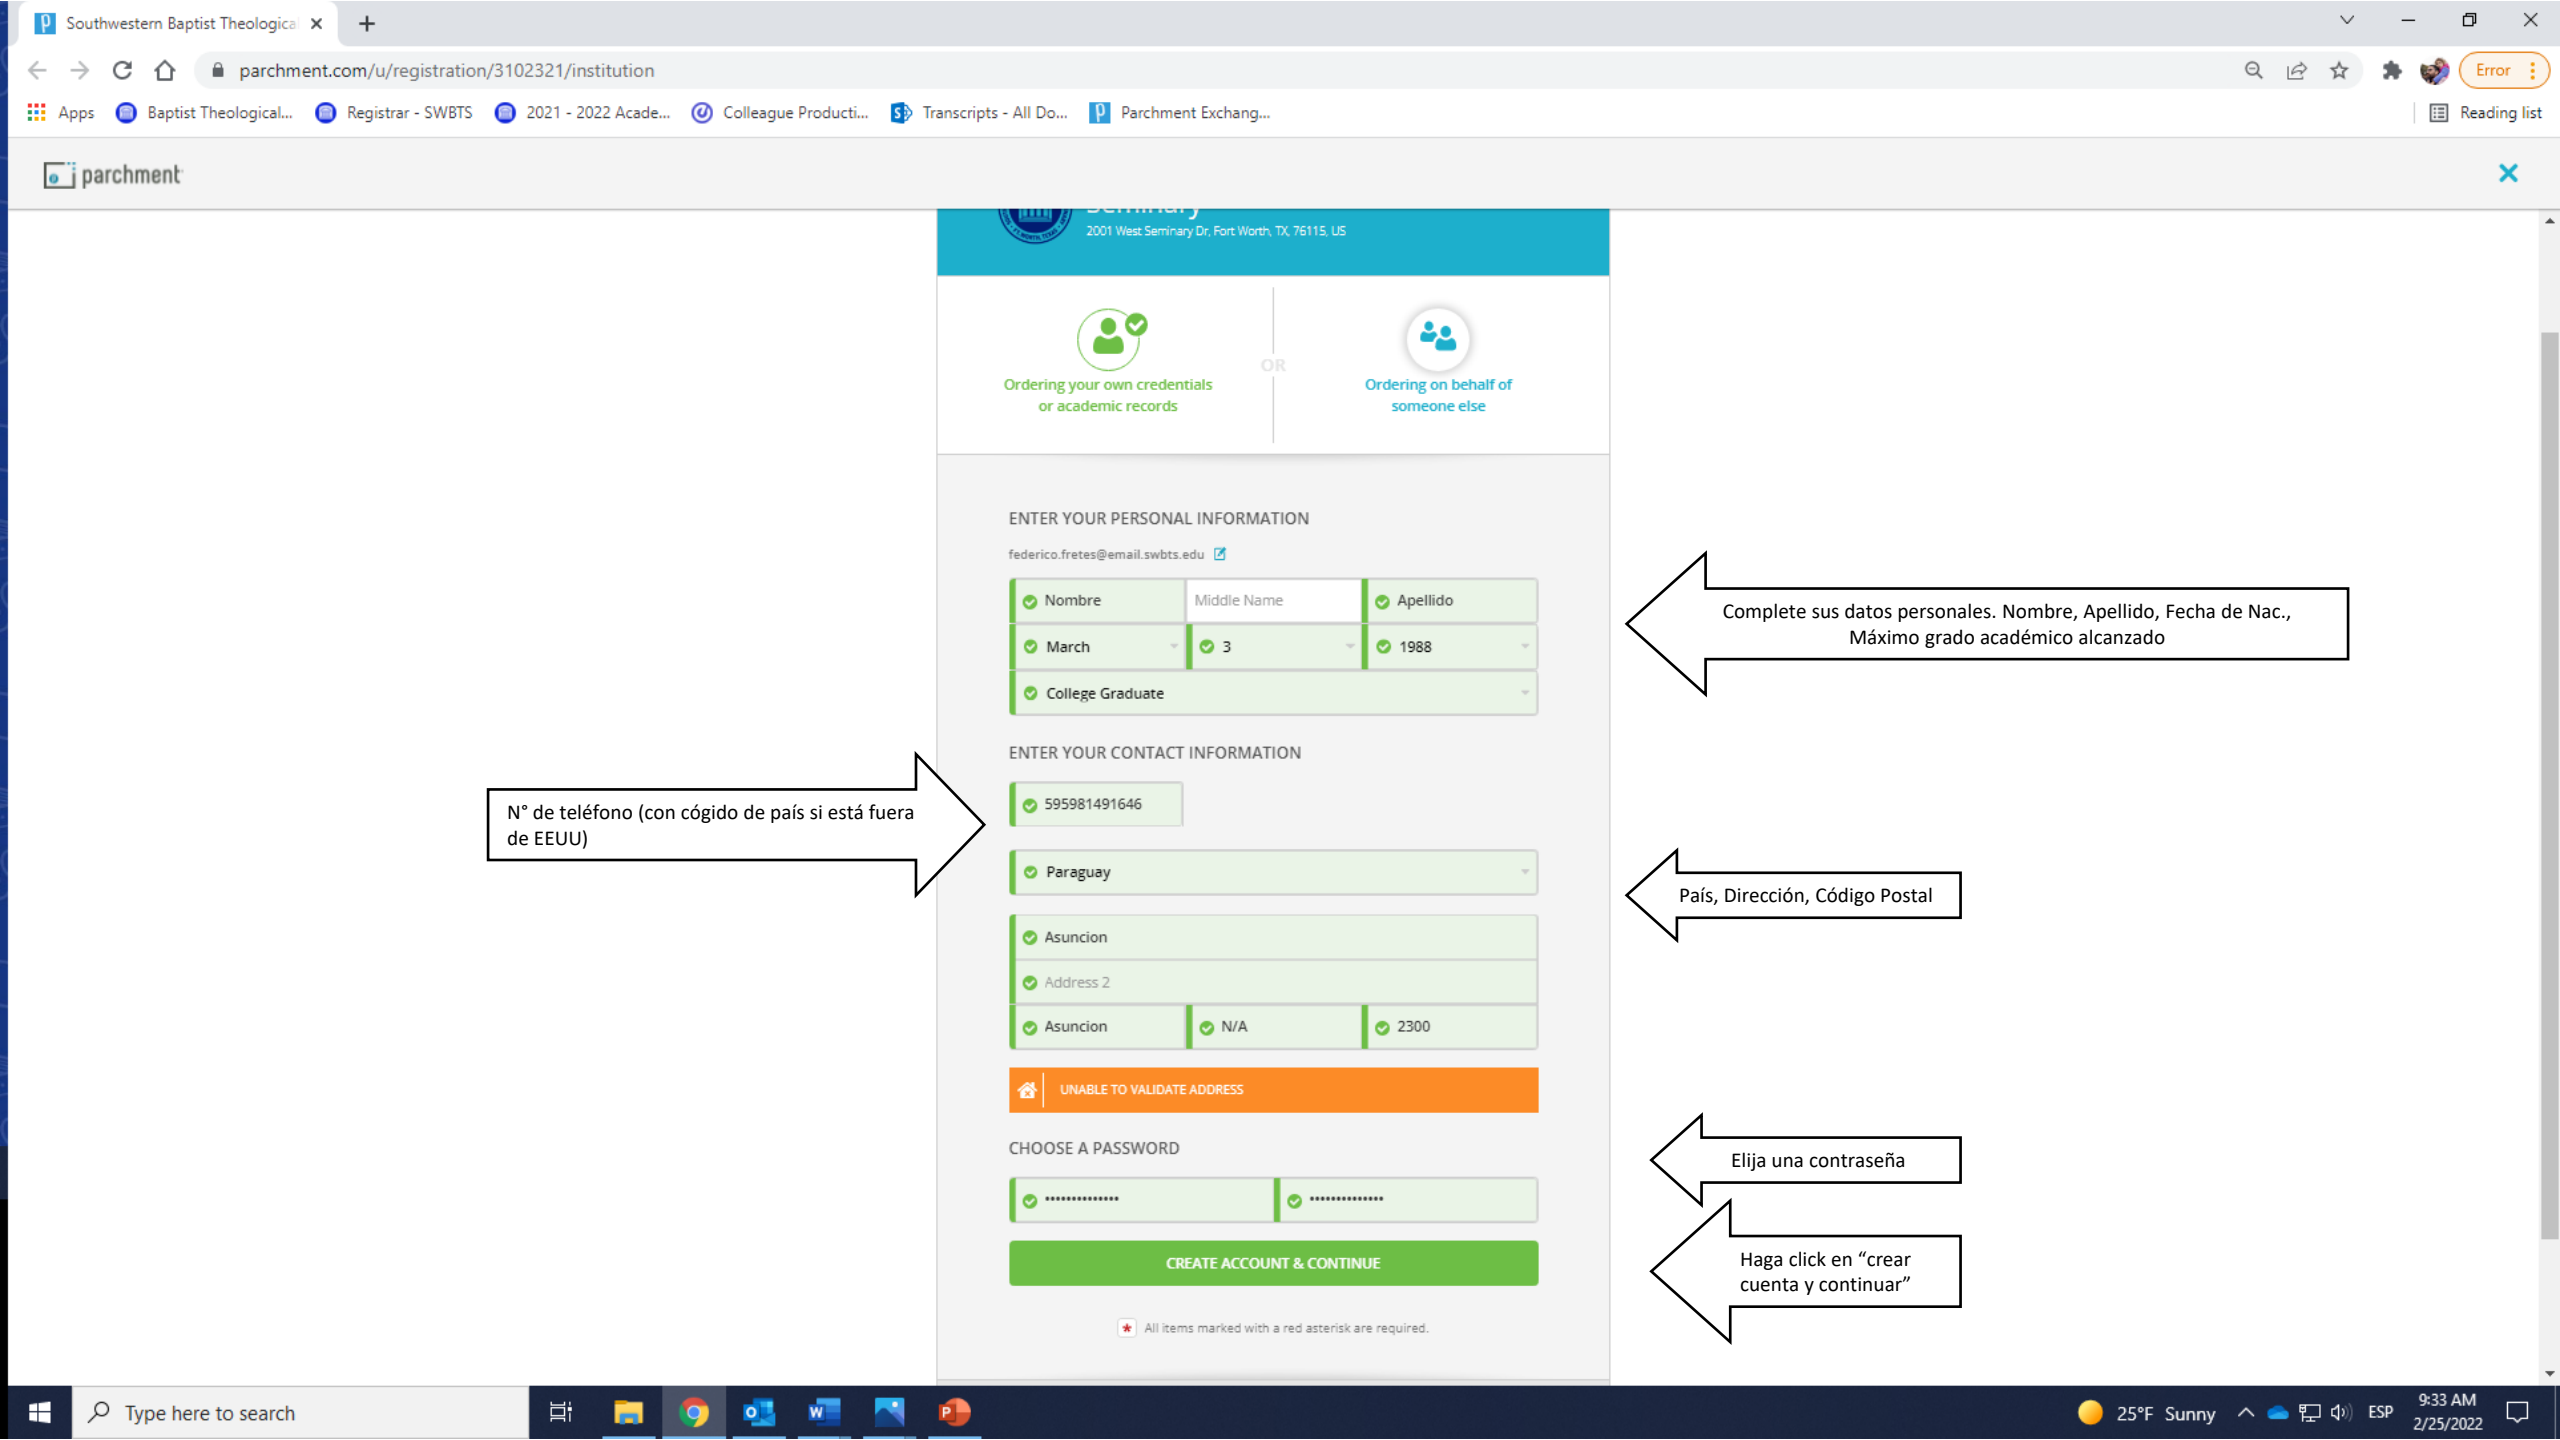 Southwestern Baptist Theologica
parchment.com/u/registration/3102321/institution
Error
Apps
Baptist Theological...
Registrar - SWBTS
2021 - 2022 Acade...
Colleague Producti...
Transcripts - All Do...
Parchment Exchang...
Reading list
parchment
Seminary
2001 West Seminary Dr, Fort Worth, TX, 76115, US
Ordering your own credentials
or academic records
OR
Ordering on behalf of
someone else
ENTER YOUR PERSONAL INFORMATION
federico.fretes@email.swbts.edu
Nombre
Middle Name
Apellido
March
3
1988
College Graduate
Complete sus datos personales. Nombre, Apellido, Fecha de Nac.,
Máximo grado académico alcanzado
ENTER YOUR CONTACT INFORMATION
595981491646
N° de teléfono (con cógido de país si está fuera
de EEUU)
Paraguay
País, Dirección, Código Postal
Asuncion
Address 2
Asuncion
N/A
2300
UNABLE TO VALIDATE ADDRESS
CHOOSE A PASSWORD
Elija una contraseña
CREATE ACCOUNT & CONTINUE
Haga click en “crear
cuenta y continuar”
* All items marked with a red asterisk are required.
Type here to search
25°F Sunny
ESP
9:33 AM
2/25/2022